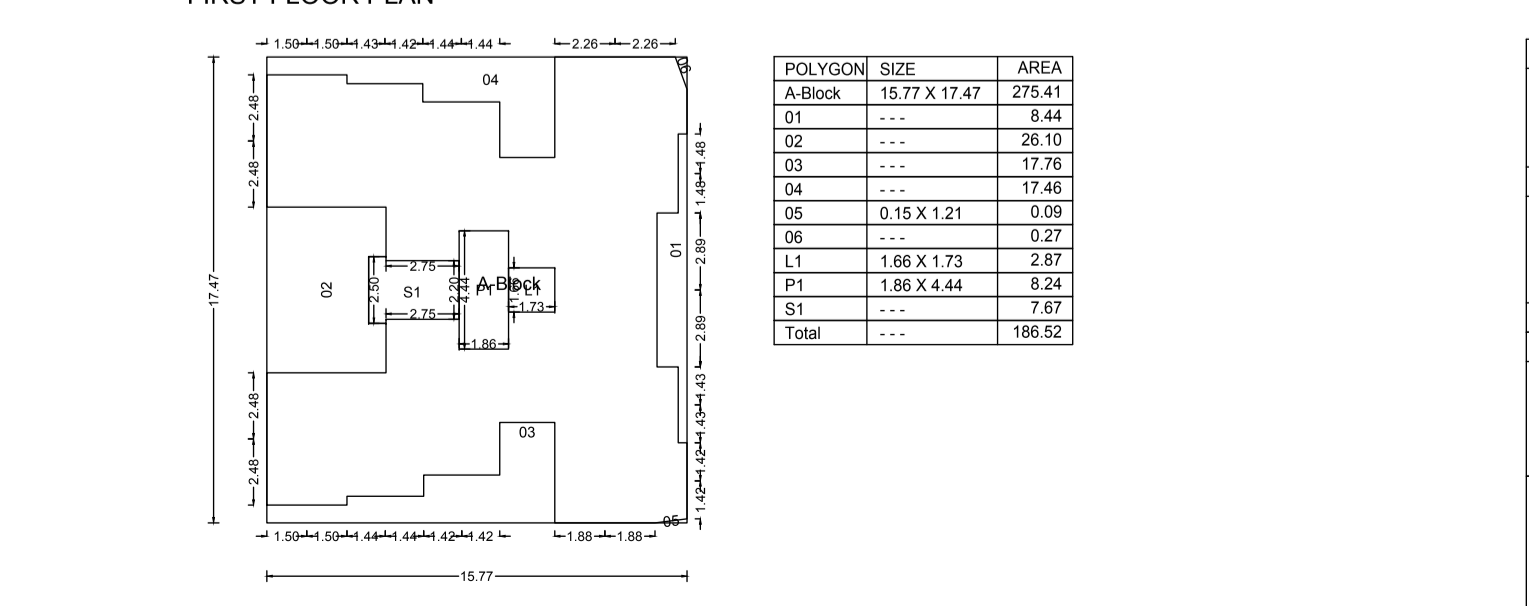 FIRST FLOOR PLAN
1.50 1.50 1.43 1.42 1.44 1.44 2.26 2.26
04
06
2.48
2.48
1.48
1.48
17.47
02
2.50
2.75
S1
2.75
2.20
4.44
A-Block
P1
L1
1.73
1.86
01
2.89
2.89
2.48
2.48
03
1.43
1.43
1.42
1.42
05
1.50 1.50 1.44 1.44 1.42 1.42 1.88 1.88
15.77
POLYGON SIZE AREA
A-Block 15.77 X 17.47 275.41
01 - - - 8.44
02 - - - 26.10
03 - - - 17.76
04 - - - 17.46
05 0.15 X 1.21 0.09
06 - - - 0.27
L1 1.66 X 1.73 2.87
P1 1.86 X 4.44 8.24
S1 - - - 7.67
Total - - - 186.52